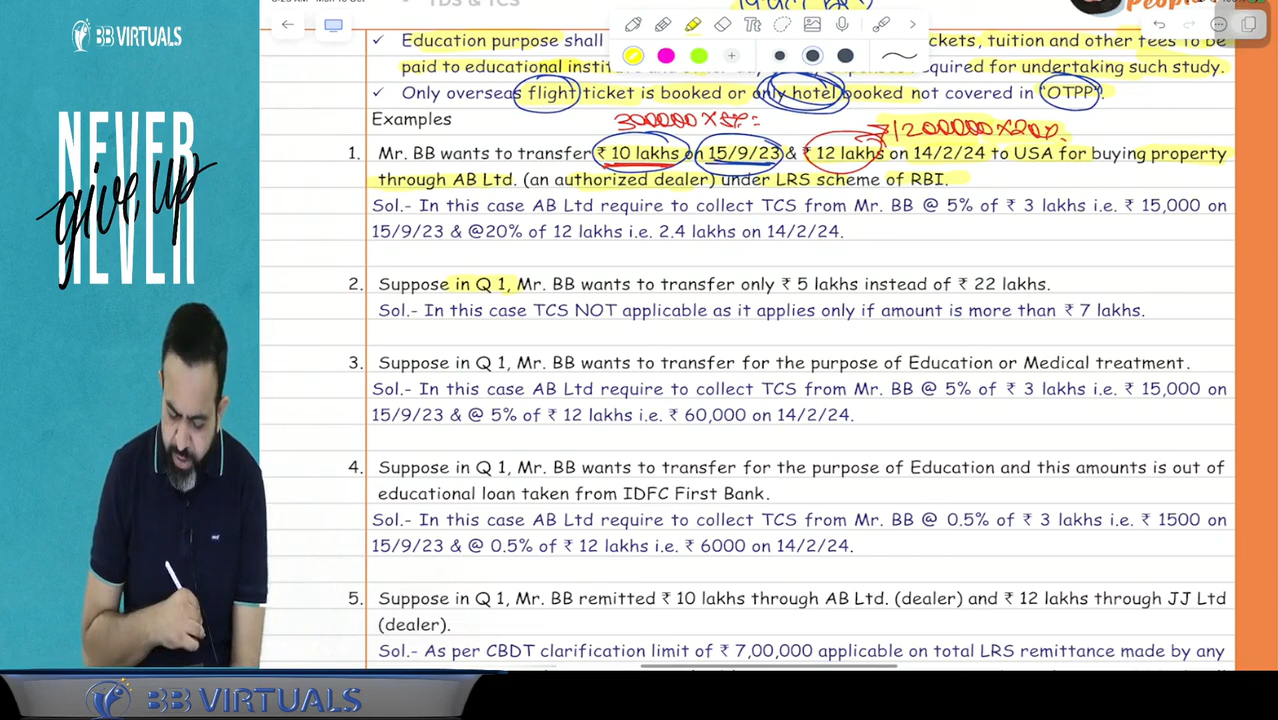 TDS & TCS
BB VIRTUALS
Education purpose shall
ckets, tuition and other fees to be
paid to educational instit
quired for undertaking such study.
Only overseas flight ticket is booked or only hotel booked not covered in "OTPP".
Examples
300000 X 5% =
1200000 X 20%
1. Mr. BB wants to transfer ₹ 10 lakhs on 15/9/23 & ₹ 12 lakhs on 14/2/24 to USA for buying property
through AB Ltd. (an authorized dealer) under LRS scheme of RBI.
Sol.- In this case AB Ltd require to collect TCS from Mr. BB @ 5% of ₹ 3 lakhs i.e. ₹ 15,000 on
15/9/23 & @20% of 12 lakhs i.e. 2.4 lakhs on 14/2/24.
2. Suppose in Q 1, Mr. BB wants to transfer only ₹ 5 lakhs instead of ₹ 22 lakhs.
Sol.- In this case TCS NOT applicable as it applies only if amount is more than ₹ 7 lakhs.
3. Suppose in Q 1, Mr. BB wants to transfer for the purpose of Education or Medical treatment.
Sol.- In this case AB Ltd require to collect TCS from Mr. BB @ 5% of ₹ 3 lakhs i.e. ₹ 15,000 on
15/9/23 & @ 5% of ₹ 12 lakhs i.e. ₹ 60,000 on 14/2/24.
4. Suppose in Q 1, Mr. BB wants to transfer for the purpose of Education and this amounts is out of
educational loan taken from IDFC First Bank.
Sol.- In this case AB Ltd require to collect TCS from Mr. BB @ 0.5% of ₹ 3 lakhs i.e. ₹ 1500 on
15/9/23 & @ 0.5% of ₹ 12 lakhs i.e. ₹ 6000 on 14/2/24.
5. Suppose in Q 1, Mr. BB remitted ₹ 10 lakhs through AB Ltd. (dealer) and ₹ 12 lakhs through JJ Ltd
(dealer).
Sol.- As per CBDT clarification limit of ₹ 7,00,000 applicable on total LRS remittance made by any
NEVER
give up
NEVER
BB VIRTUALS